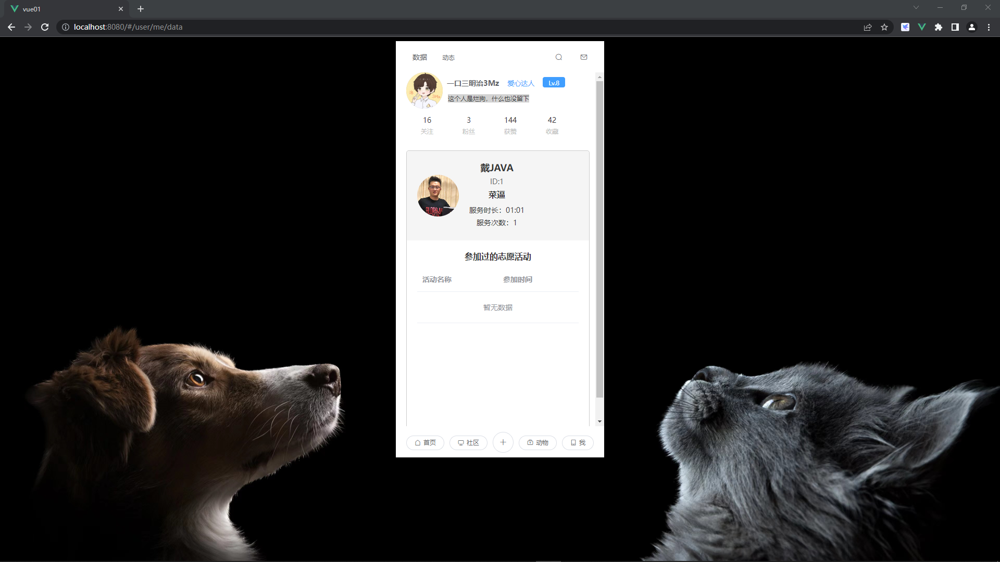 vue01
localhost:8080/#/user/me/data
数据 动态
一口三明治3Mz 爱心达人 Lv.8
这个人是烂狗，什么也没留下
16 3 144 42
关注 粉丝 获赞 收藏
戴JAVA
ID:1
菜逼
服务时长：01:01
服务次数：1
参加过的志愿活动
活动名称 参加时间
暂无数据
首页 社区 动物 我